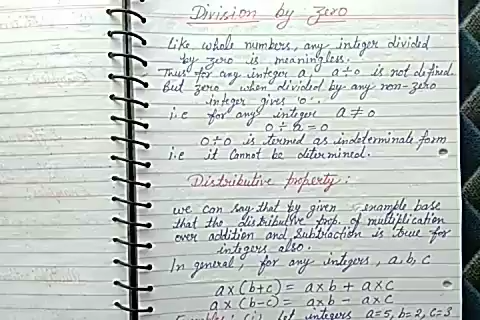 Division by zero
Like whole numbers, any integer divided
by zero is meaningless.
Thus for any integer a, a÷0 is not defined.
But zero, when divided by any non-zero
integer gives '0'.
i.e for any integer a≠0
0÷a=0
0÷0 is termed as indeterminate form
i.e it cannot be determined.
Distributive property:
we can say that by given example base
that the distributive prop. of multiplication
over addition and subtraction is true for
integers also.
In general, for any integers, a, b, c
a×(b+c) = a×b + a×c
a×(b-c) = a×b - a×c
let integers a=5, b=2, c=3